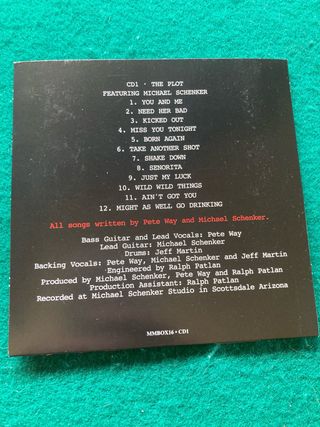 CD1 · THE PLOT
FEATURING MICHAEL SCHENKER
1. YOU AND ME
2. NEED HER BAD
3. KICKED OUT
4. MISS YOU TONIGHT
5. BORN AGAIN
6. TAKE ANOTHER SHOT
7. SHAKE DOWN
8. SENORITA
9. JUST MY LUCK
10. WILD WILD THINGS
11. AIN'T GOT YOU
12. MIGHT AS WELL GO DRINKING
All songs written by Pete Way and Michael Schenker.
Bass Guitar and Lead Vocals: Pete Way
Lead Guitar: Michael Schenker
Drums: Jeff Martin
Backing Vocals: Pete Way, Michael Schenker and Jeff Martin
Engineered by Ralph Patlan
Produced by Michael Schenker, Pete Way and Ralph Patlan
Production Assistant: Ralph Patlan
Recorded at Michael Schenker Studio in Scottsdale Arizona
MMBOX16 · CD1